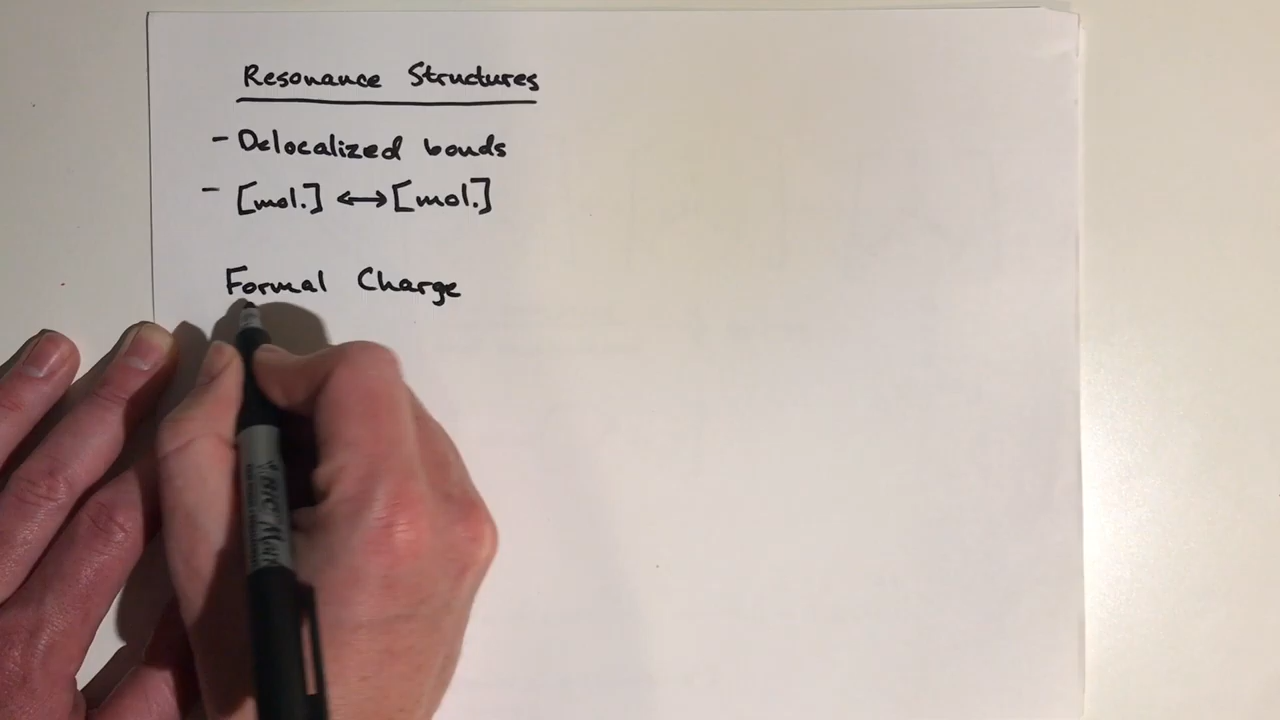 Resonance Structures
- Delocalized bonds
- [mol.] ↔ [mol.]
Formal Charge